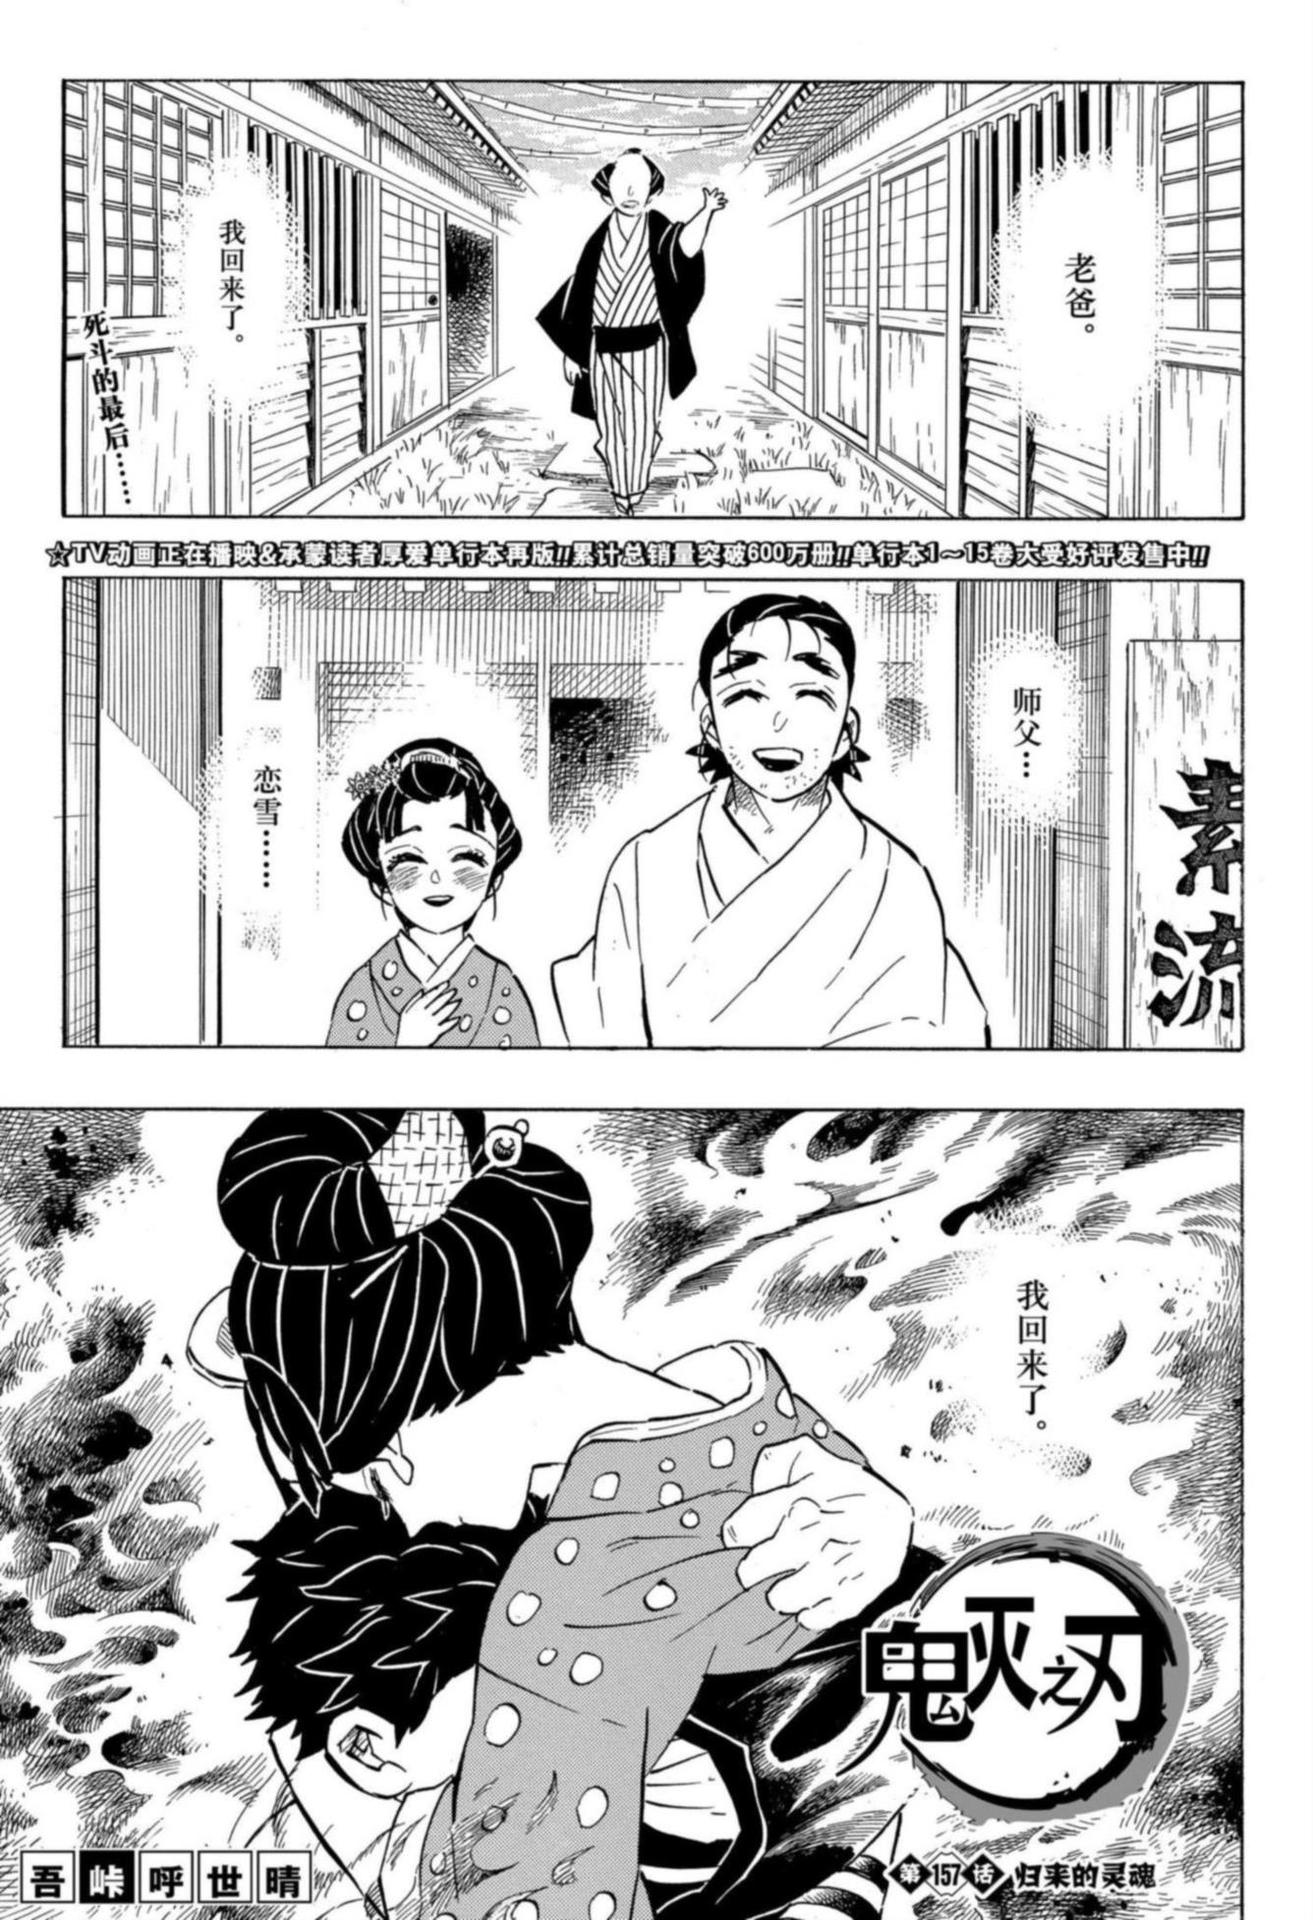 老爸。
我回来了。
死斗的最后……
☆TV动画正在播映&承蒙读者厚爱单行本再版!!累计总销量突破600万册!!单行本1～15卷大受好评发售中!!
师父…
恋雪……
素流
我回来了。
鬼灭之刃
第157话 归来的灵魂
吾峠呼世晴